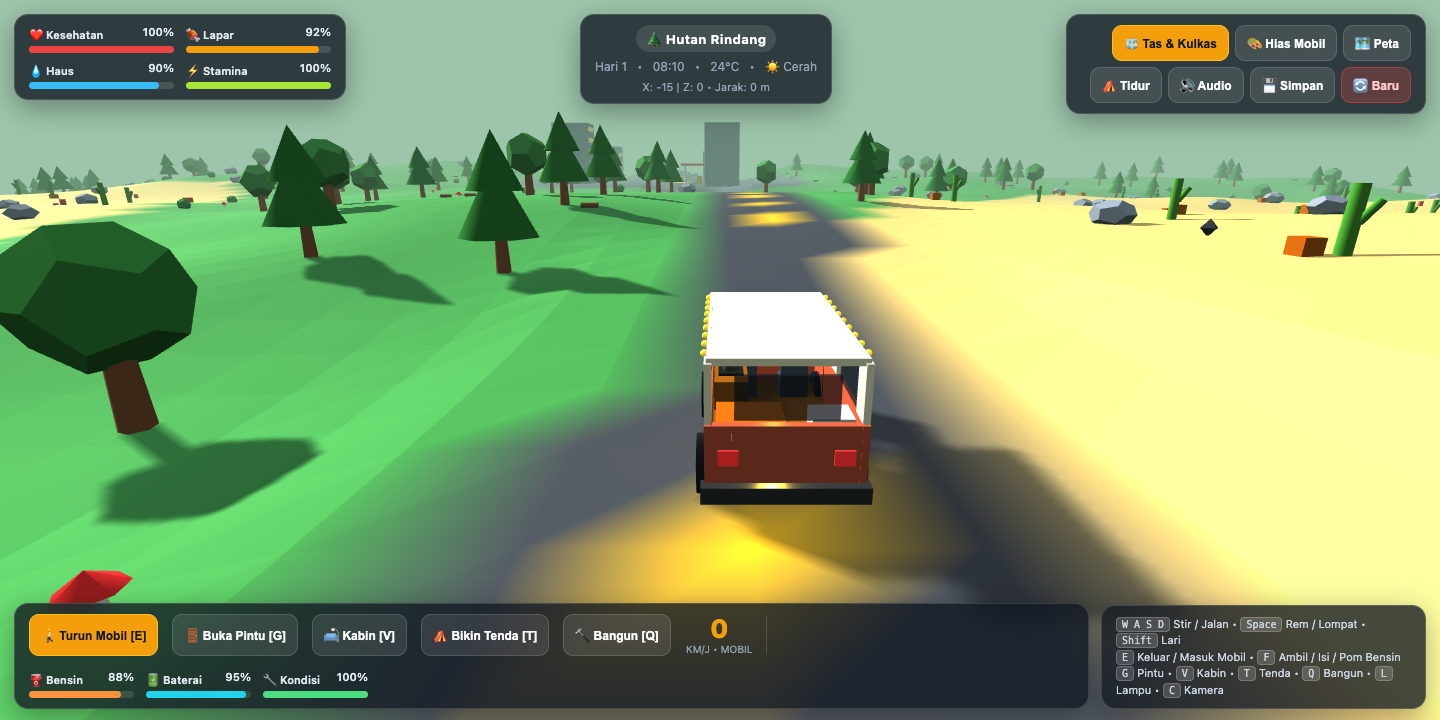 ❤️ Kesehatan 100% 🍗 Lapar 92%
💧 Haus 90% ⚡ Stamina 100%
🌲 Hutan Rindang
Hari 1 • 08:10 • 24°C • ☀️ Cerah
X: -15 | Z: 0 • Jarak: 0 m
Tas & Kulkas 🎨 Hias Mobil 🗺️ Peta
⛺ Tidur 🔊 Audio 💾 Simpan 🔄 Baru
Turun Mobil [E] 🚪 Buka Pintu [G] 🛋️ Kabin [V] ⛺ Bikin Tenda [T] 🔨 Bangun [Q] 0
KM/J • MOBIL
⛽ Bensin 88% 🔋 Baterai 95% 🔧 Kondisi 100%
W A S D Stir / Jalan • Space Rem / Lompat •
Shift Lari
E Keluar / Masuk Mobil • F Ambil / Isi / Pom Bensin
G Pintu • V Kabin • T Tenda • Q Bangun • L
Lampu • C Kamera